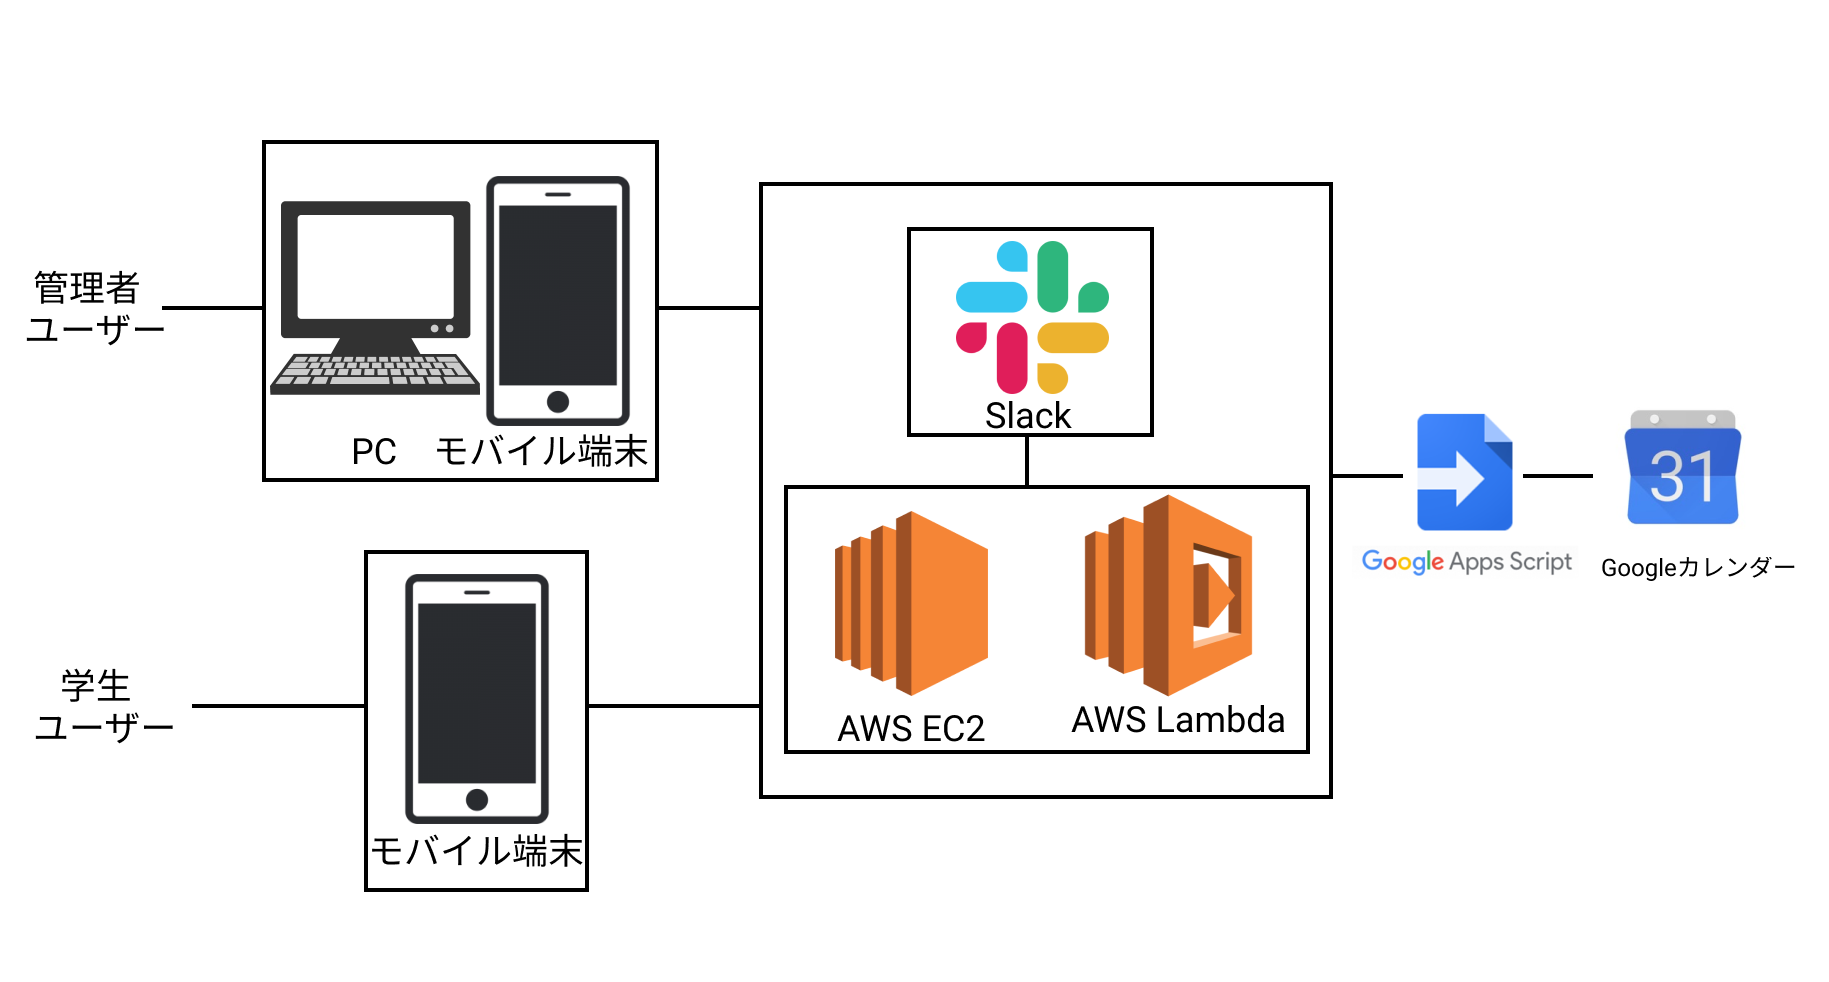 管理者
ユーザー
PC モバイル端末
学生
ユーザー
モバイル端末
Slack
AWS EC2
AWS Lambda
Google Apps Script
31
Googleカレンダー